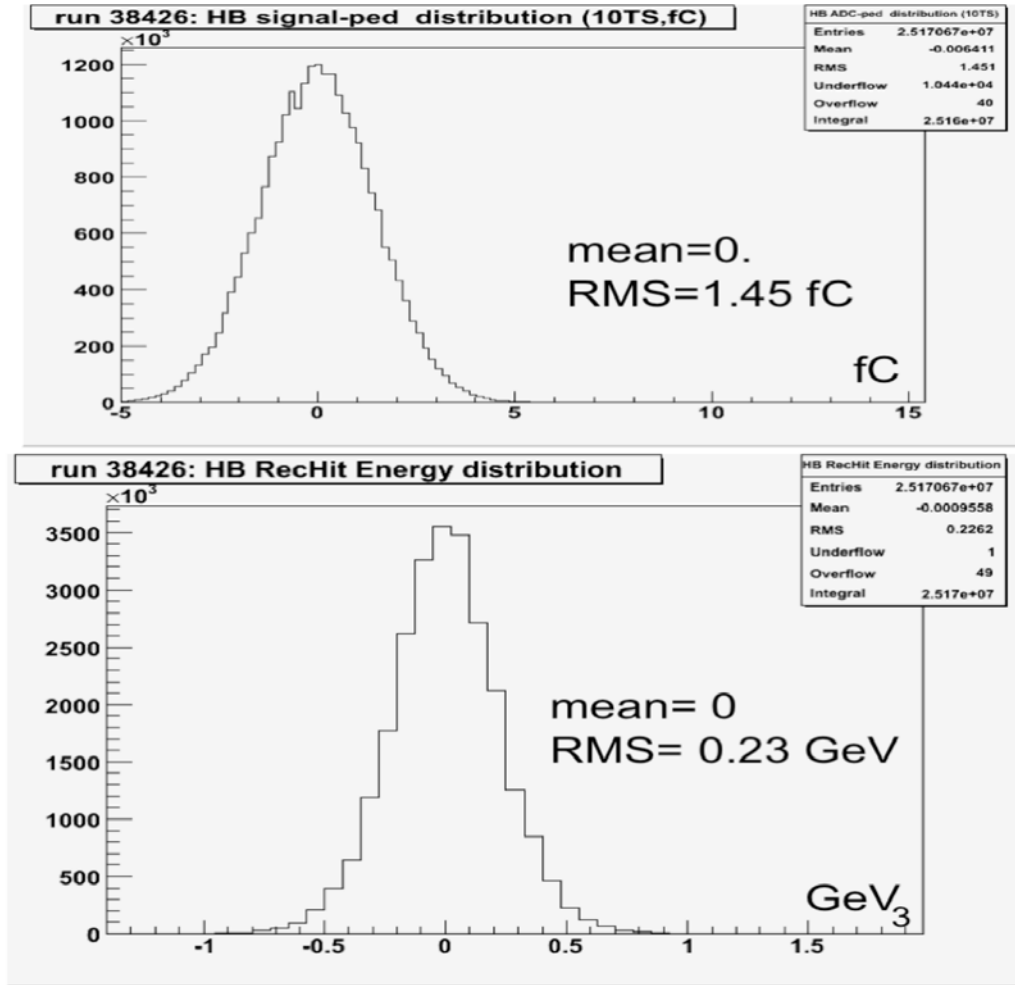 run 38426: HB signal-ped distribution (10TS,fC)
HB ADC-ped distribution (10TS)
Entries 2.517067e+07
Mean -0.006411
RMS 1.451
Underflow 1.044e+04
Overflow 40
Integral 2.516e+07
×10³
1200
1000
800
600
400
200
0
mean=0.
RMS=1.45 fC
fC
-5 0 5 10 15
run 38426: HB RecHit Energy distribution
HB RecHit Energy distribution
Entries 2.517067e+07
Mean -0.0009558
RMS 0.2262
Underflow 1
Overflow 49
Integral 2.517e+07
×10³
3500
3000
2500
2000
1500
1000
500
0
mean= 0
RMS= 0.23 GeV
GeV
3
-1 -0.5 0 0.5 1 1.5